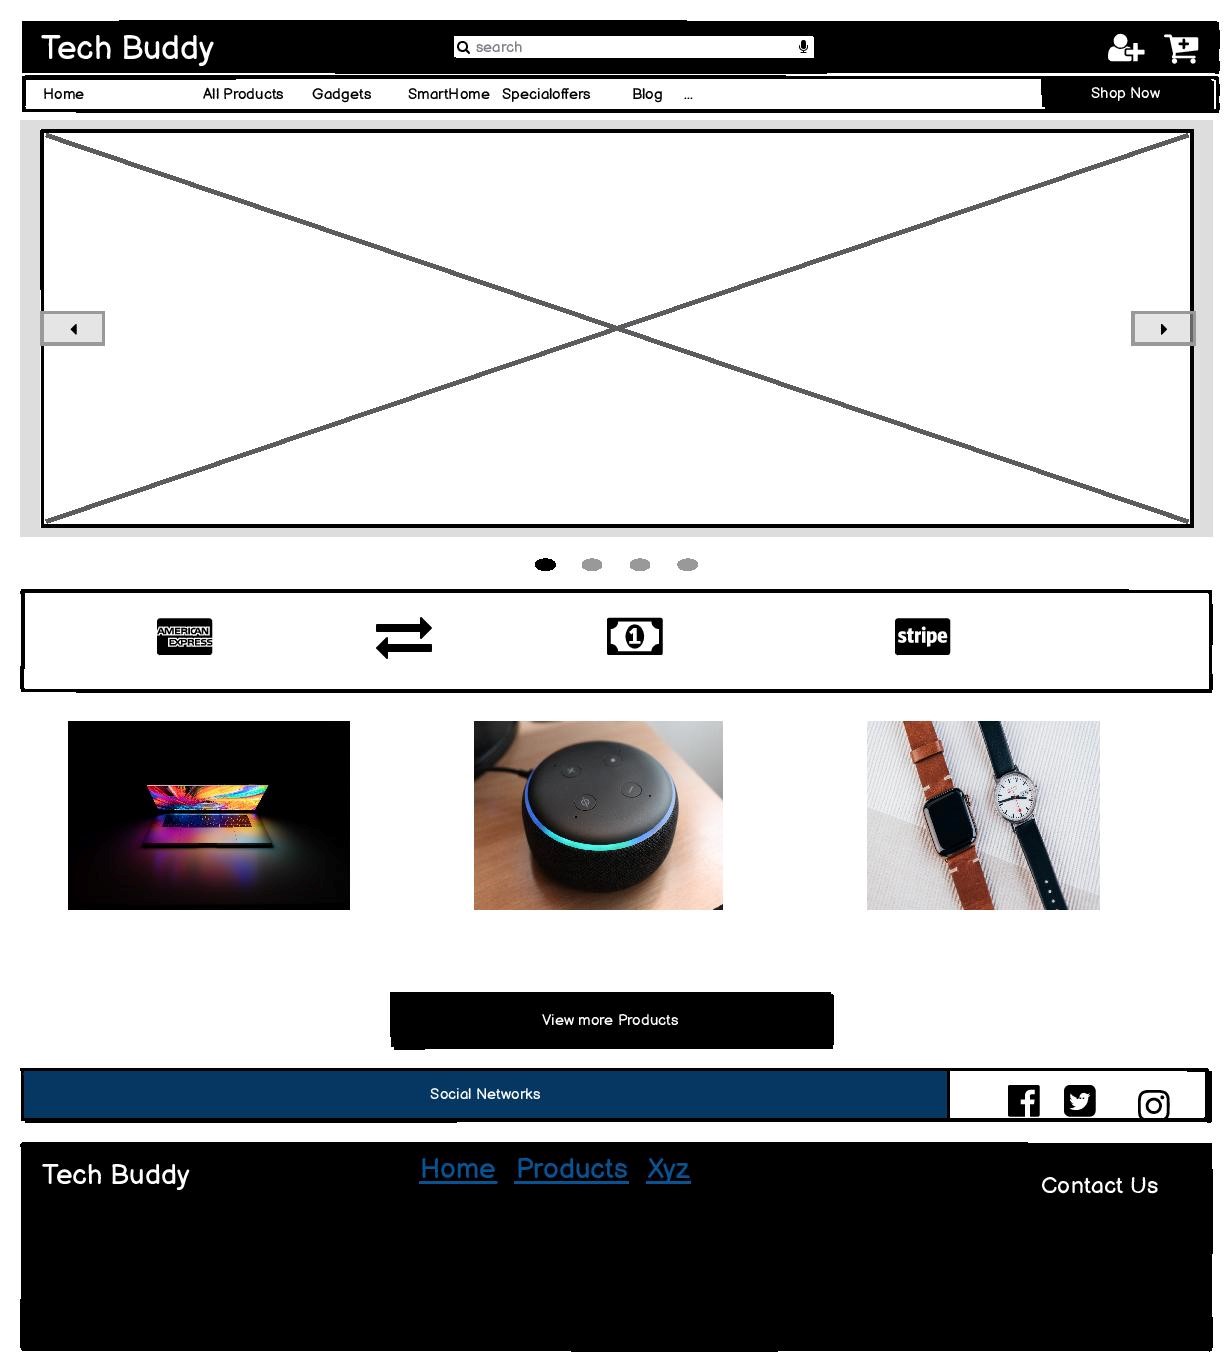 Tech Buddy
search
Home All Products Gadgets SmartHome Specialoffers Blog ... Shop Now
AMERICAN
EXPRESS
1
stripe
View more Products
Social Networks
Tech Buddy Home Products Xyz Contact Us